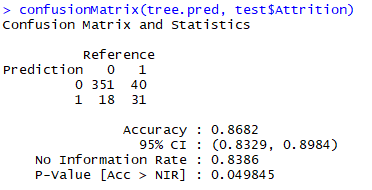 > confusionMatrix(tree.pred, test$Attrition)
Confusion Matrix and Statistics
Reference
Prediction 0 1
0 351 40
1 18 31
Accuracy : 0.8682
95% CI : (0.8329, 0.8984)
No Information Rate : 0.8386
P-Value [Acc > NIR] : 0.049845